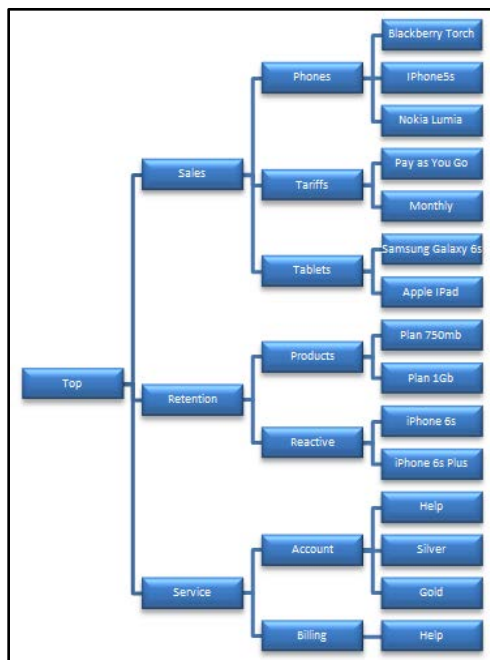 Blackberry Torch
Phones
IPhone5s
Nokia Lumia
Sales
Pay as You Go
Tariffs
Monthly
Samsung Galaxy 6s
Tablets
Apple IPad
Plan 750mb
Products
Plan 1Gb
Top
Retention
iPhone 6s
Reactive
iPhone 6s Plus
Help
Account
Silver
Gold
Service
Billing
Help